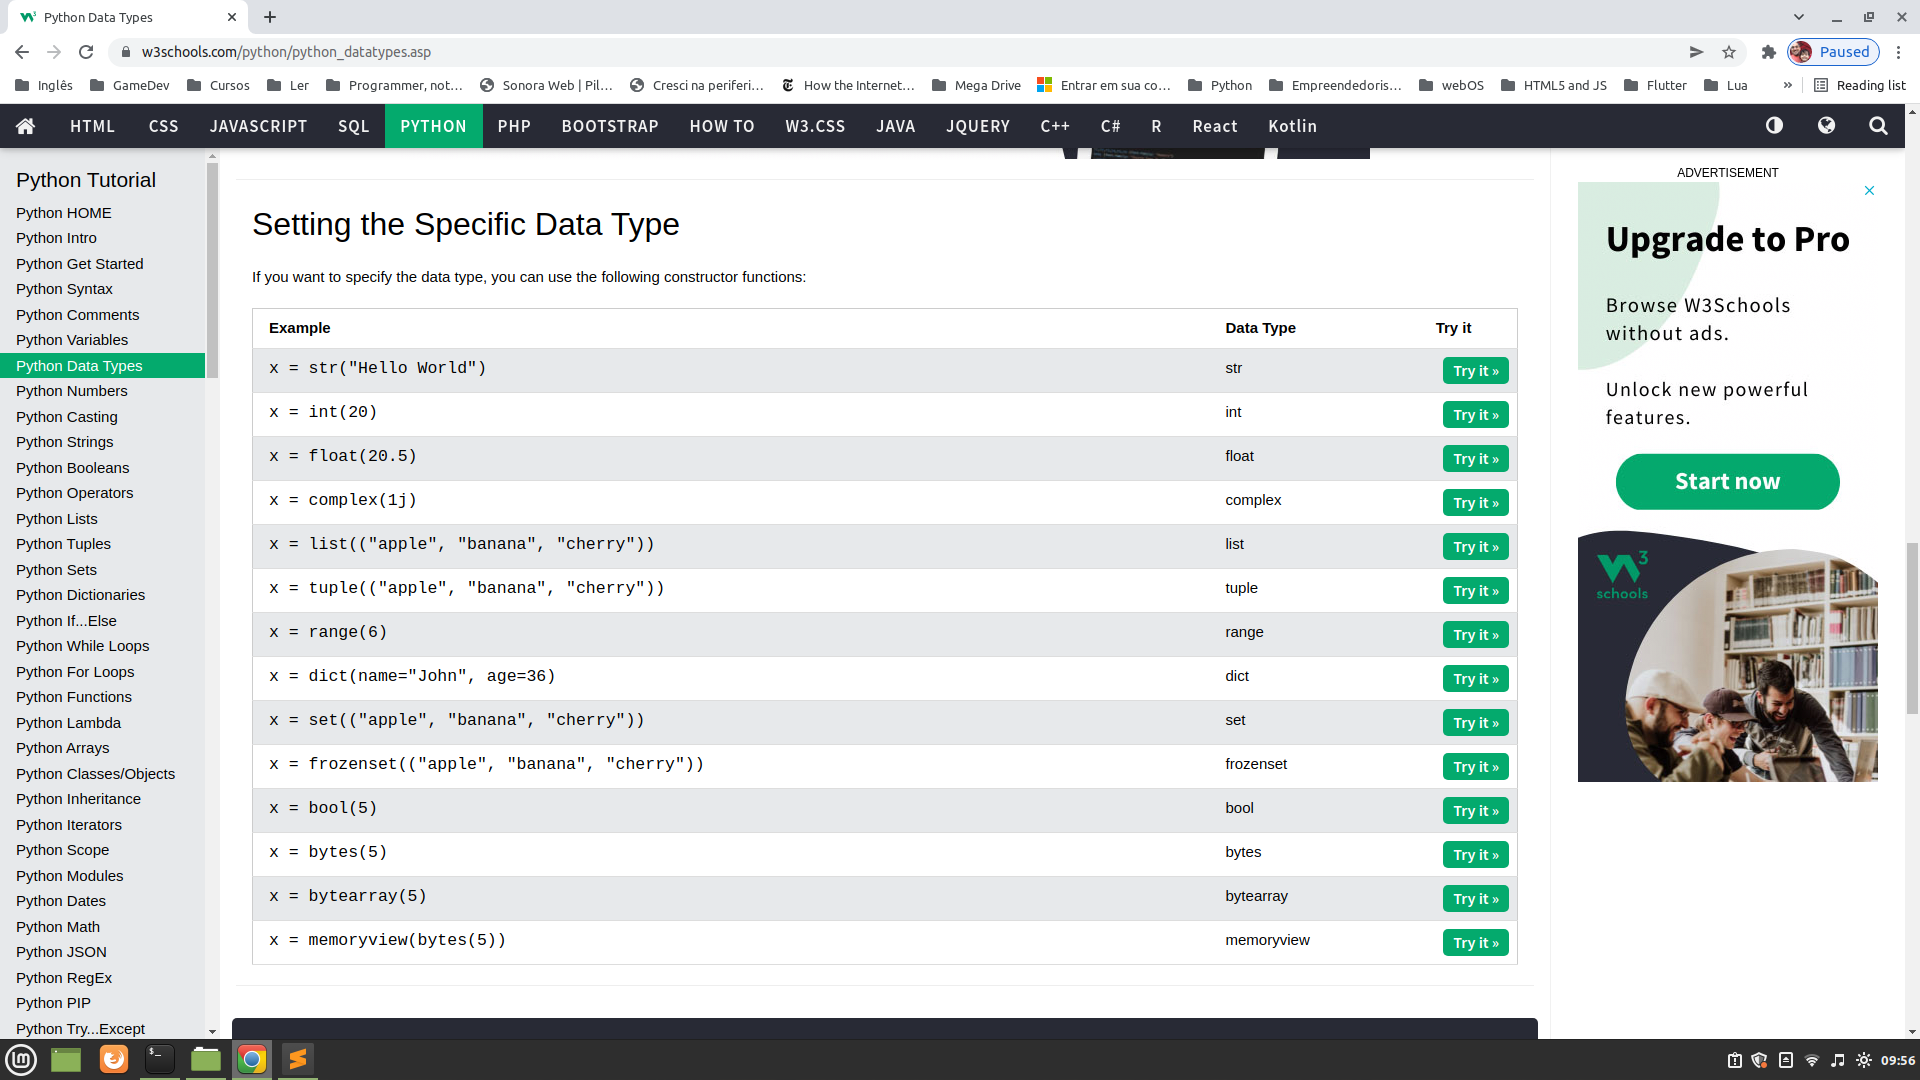 Python Data Types
w3schools.com/python/python_datatypes.asp
Paused
Inglês
GameDev
Cursos
Ler
Programmer, not...
Sonora Web | Pil...
Cresci na periferi...
How the Internet...
Mega Drive
Entrar em sua co...
Python
Empreendedoris...
webOS
HTML5 and JS
Flutter
Lua
»
Reading list
HTML
CSS
JAVASCRIPT
SQL
PYTHON
PHP
BOOTSTRAP
HOW TO
W3.CSS
JAVA
JQUERY
C++
C#
R
React
Kotlin
Python Tutorial
Python HOME
Python Intro
Python Get Started
Python Syntax
Python Comments
Python Variables
Python Data Types
Python Numbers
Python Casting
Python Strings
Python Booleans
Python Operators
Python Lists
Python Tuples
Python Sets
Python Dictionaries
Python If...Else
Python While Loops
Python For Loops
Python Functions
Python Lambda
Python Arrays
Python Classes/Objects
Python Inheritance
Python Iterators
Python Scope
Python Modules
Python Dates
Python Math
Python JSON
Python RegEx
Python PIP
Python Try...Except
Setting the Specific Data Type
If you want to specify the data type, you can use the following constructor functions:
Example Data Type Try it
x = str("Hello World") str Try it »
x = int(20) int Try it »
x = float(20.5) float Try it »
x = complex(1j) complex Try it »
x = list(("apple", "banana", "cherry")) list Try it »
x = tuple(("apple", "banana", "cherry")) tuple Try it »
x = range(6) range Try it »
x = dict(name="John", age=36) dict Try it »
x = set(("apple", "banana", "cherry")) set Try it »
x = frozenset(("apple", "banana", "cherry")) frozenset Try it »
x = bool(5) bool Try it »
x = bytes(5) bytes Try it »
x = bytearray(5) bytearray Try it »
x = memoryview(bytes(5)) memoryview Try it »
ADVERTISEMENT
Upgrade to Pro
Browse W3Schools
without ads.
Unlock new powerful
features.
Start now
W3
schools
09:56